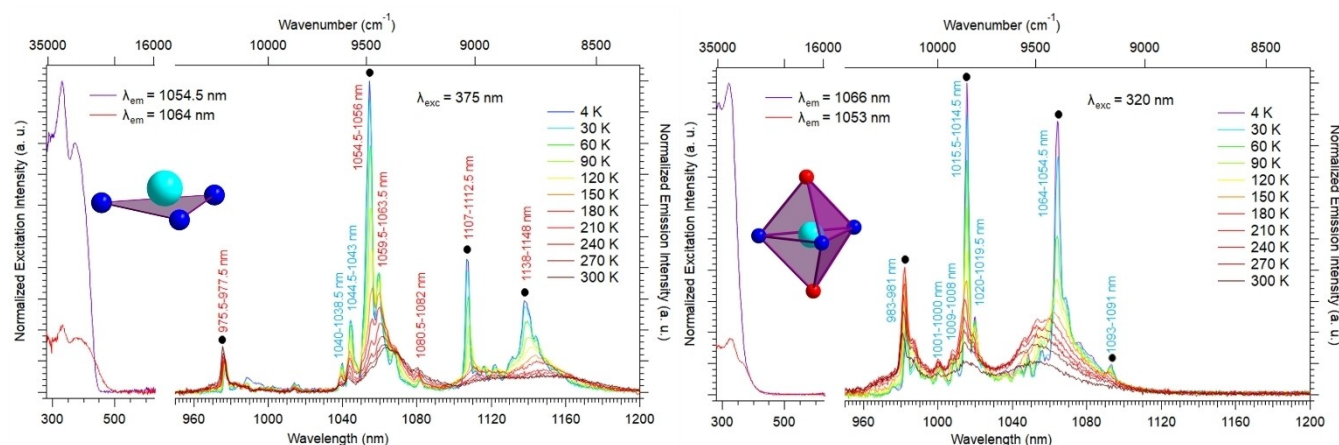 Wavenumber (cm⁻¹)
35000 16000 10000 9500 9000 8500
Normalized Excitation Intensity (a. u.)
λem = 1054.5 nm
λem = 1064 nm
λexc = 375 nm
4 K
30 K
60 K
90 K
120 K
150 K
180 K
210 K
240 K
270 K
300 K
975.5-977.5 nm
1040-1038.5 nm
1044.5-1043 nm
1054.5-1056 nm
1059.5-1063.5 nm
1080.5-1082 nm
1107-1112.5 nm
1138-1148 nm
Normalized Emission Intensity (a. u.)
300 500 960 1000 1040 1080 1120 1160 1200
Wavelength (nm)
Wavenumber (cm⁻¹)
35000 16000 10000 9500 9000 8500
Normalized Excitation Intensity (a. u.)
λem = 1066 nm
λem = 1053 nm
λexc = 320 nm
4 K
30 K
60 K
90 K
120 K
150 K
180 K
210 K
240 K
270 K
300 K
983-981 nm
1001-1000 nm
1009-1008 nm
1015.5-1014.5 nm
1020-1019.5 nm
1064-1054.5 nm
1093-1091 nm
Normalized Emission Intensity (a. u.)
300 500 960 1000 1040 1080 1120 1160 1200
Wavelength (nm)